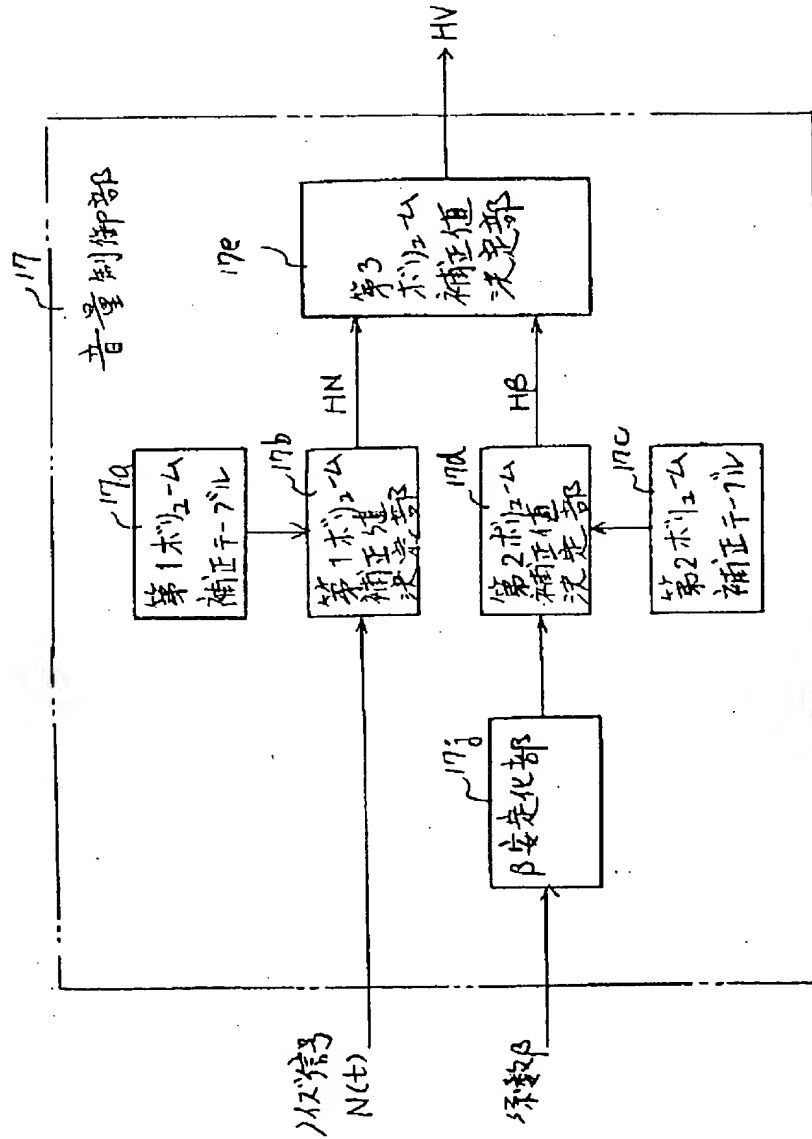 17
音量制御部
17a
第1ボリューム
補正テーブル
17b
第1ボリューム
補正値
決定部
HN
17e
第3
ボリューム
補正値
決定部
HV
17j
β安定化部
17d
第2ボリューム
補正値
決定部
Hβ
17c
第2ボリューム
補正テーブル
ノイズ信号
N(t)
係数β